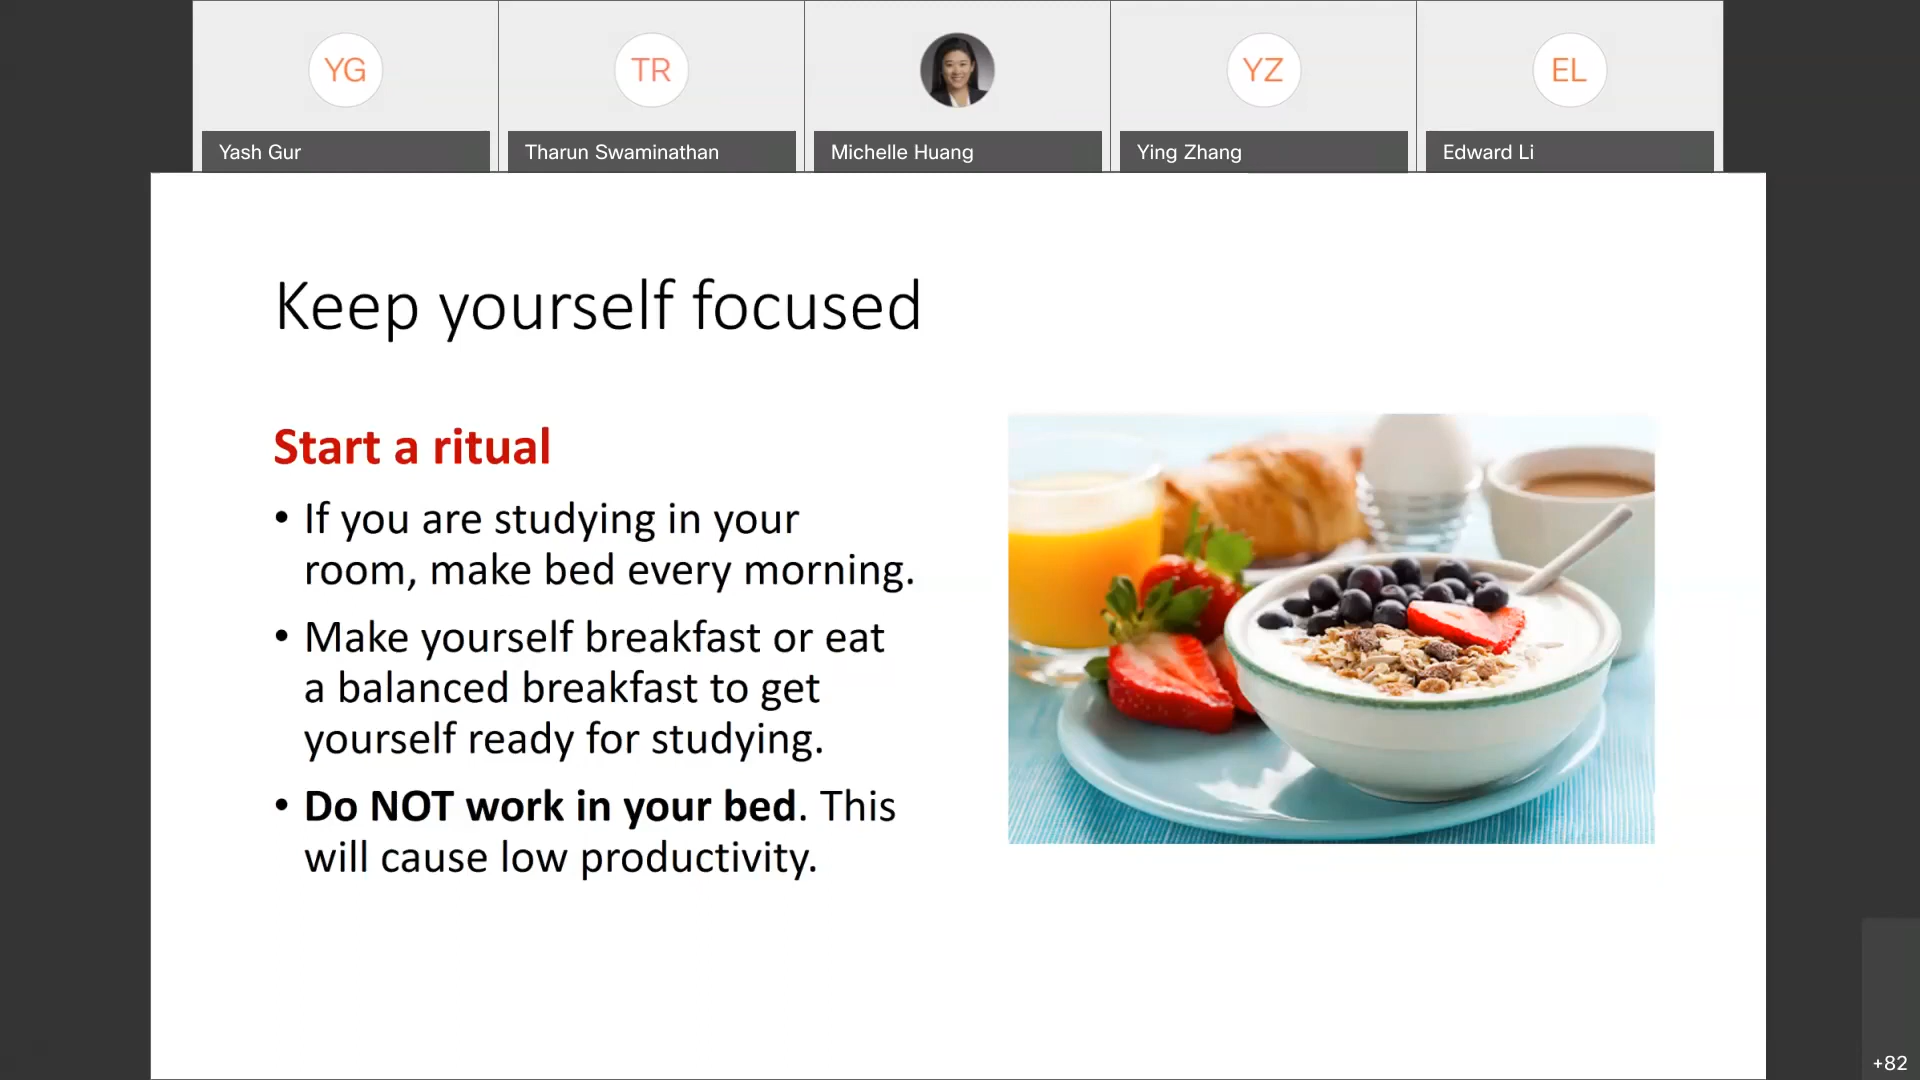 YG
TR
YZ
EL
Yash Gur
Tharun Swaminathan
Michelle Huang
Ying Zhang
Edward Li
Keep yourself focused
Start a ritual
• If you are studying in your
room, make bed every morning.
• Make yourself breakfast or eat
a balanced breakfast to get
yourself ready for studying.
• Do NOT work in your bed. This
will cause low productivity.
+82